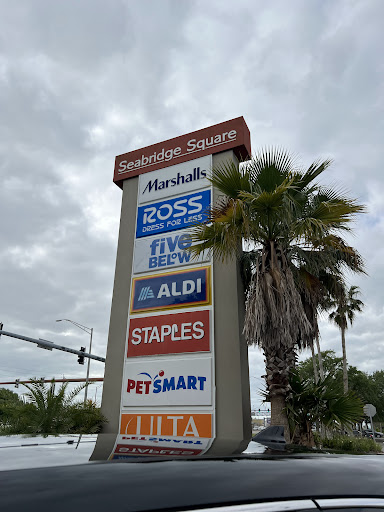 Seabridge Square
Marshalls
ROSS
DRESS FOR LESS
five
BELOW
ALDI
STAPLES
PETSMART
ULTA